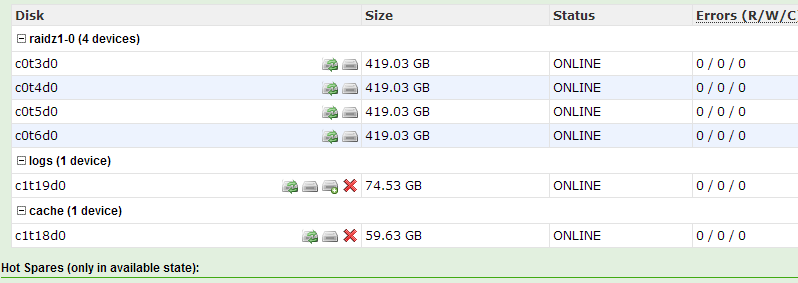 Disk Size Status Errors (R/W/C
raidz1-0 (4 devices)
c0t3d0 419.03 GB ONLINE 0 / 0 / 0
c0t4d0 419.03 GB ONLINE 0 / 0 / 0
c0t5d0 419.03 GB ONLINE 0 / 0 / 0
c0t6d0 419.03 GB ONLINE 0 / 0 / 0
logs (1 device)
c1t19d0 74.53 GB ONLINE 0 / 0 / 0
cache (1 device)
c1t18d0 59.63 GB ONLINE 0 / 0 / 0
Hot Spares (only in available state):